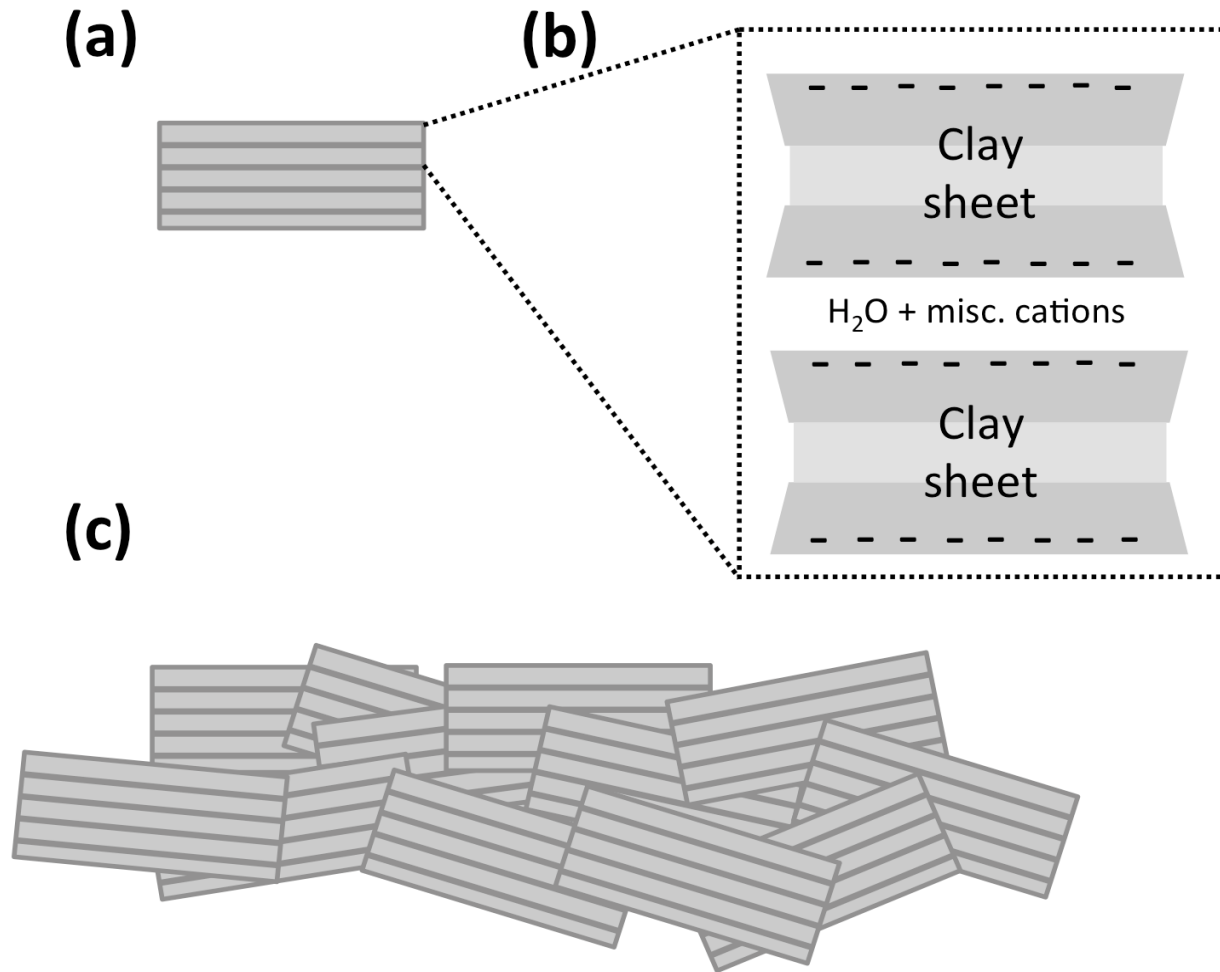 (a)
(b)
Clay
sheet
H₂O + misc. cations
Clay
sheet
(c)